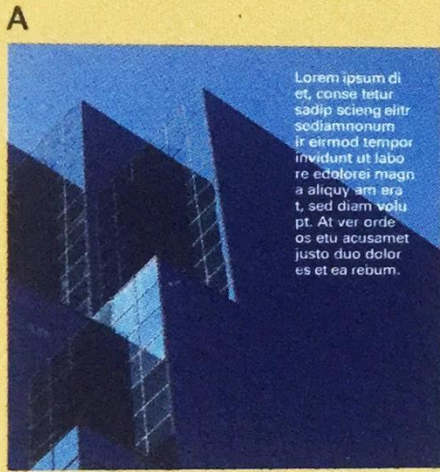 A
Lorem ipsum di
et, conse tetur
sadip scieng elitr
sediamnonum
ir eirmod tempor
invidunt ut labo
re edolorei magn
a aliquy am era
t, sed diam volu
pt. At ver orde
os etu acusamet
justo duo dolor
es et ea rebum.